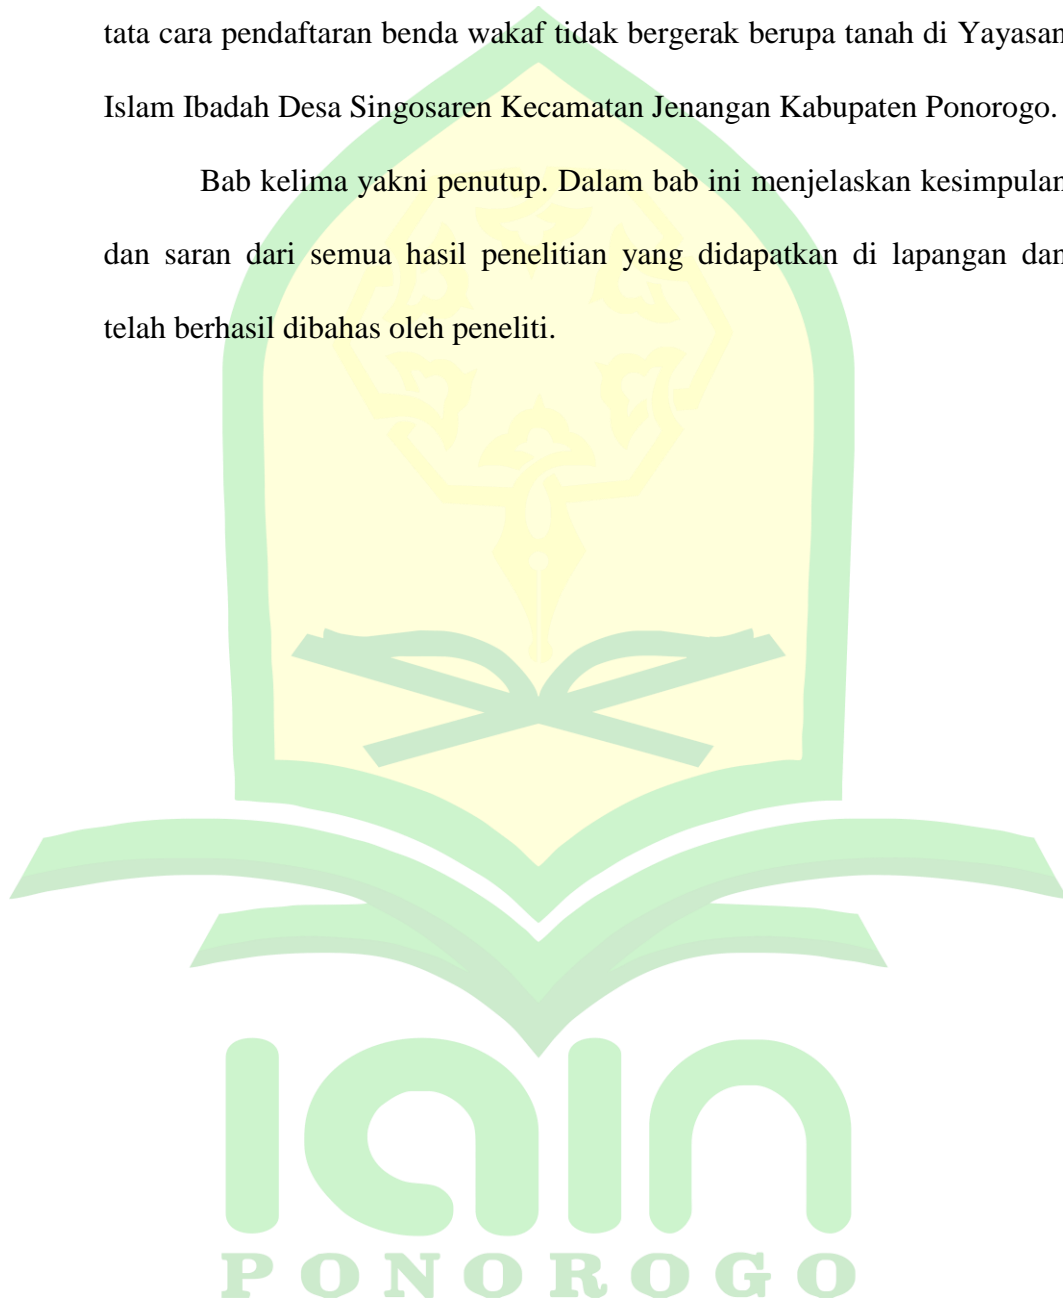 tata cara pendaftaran benda wakaf tidak bergerak berupa tanah di Yayasan
Islam Ibadah Desa Singosaren Kecamatan Jenangan Kabupaten Ponorogo.
Bab kelima yakni penutup. Dalam bab ini menjelaskan kesimpulan
dan saran dari semua hasil penelitian yang didapatkan di lapangan dan
telah berhasil dibahas oleh peneliti.
iain
PONOROGO